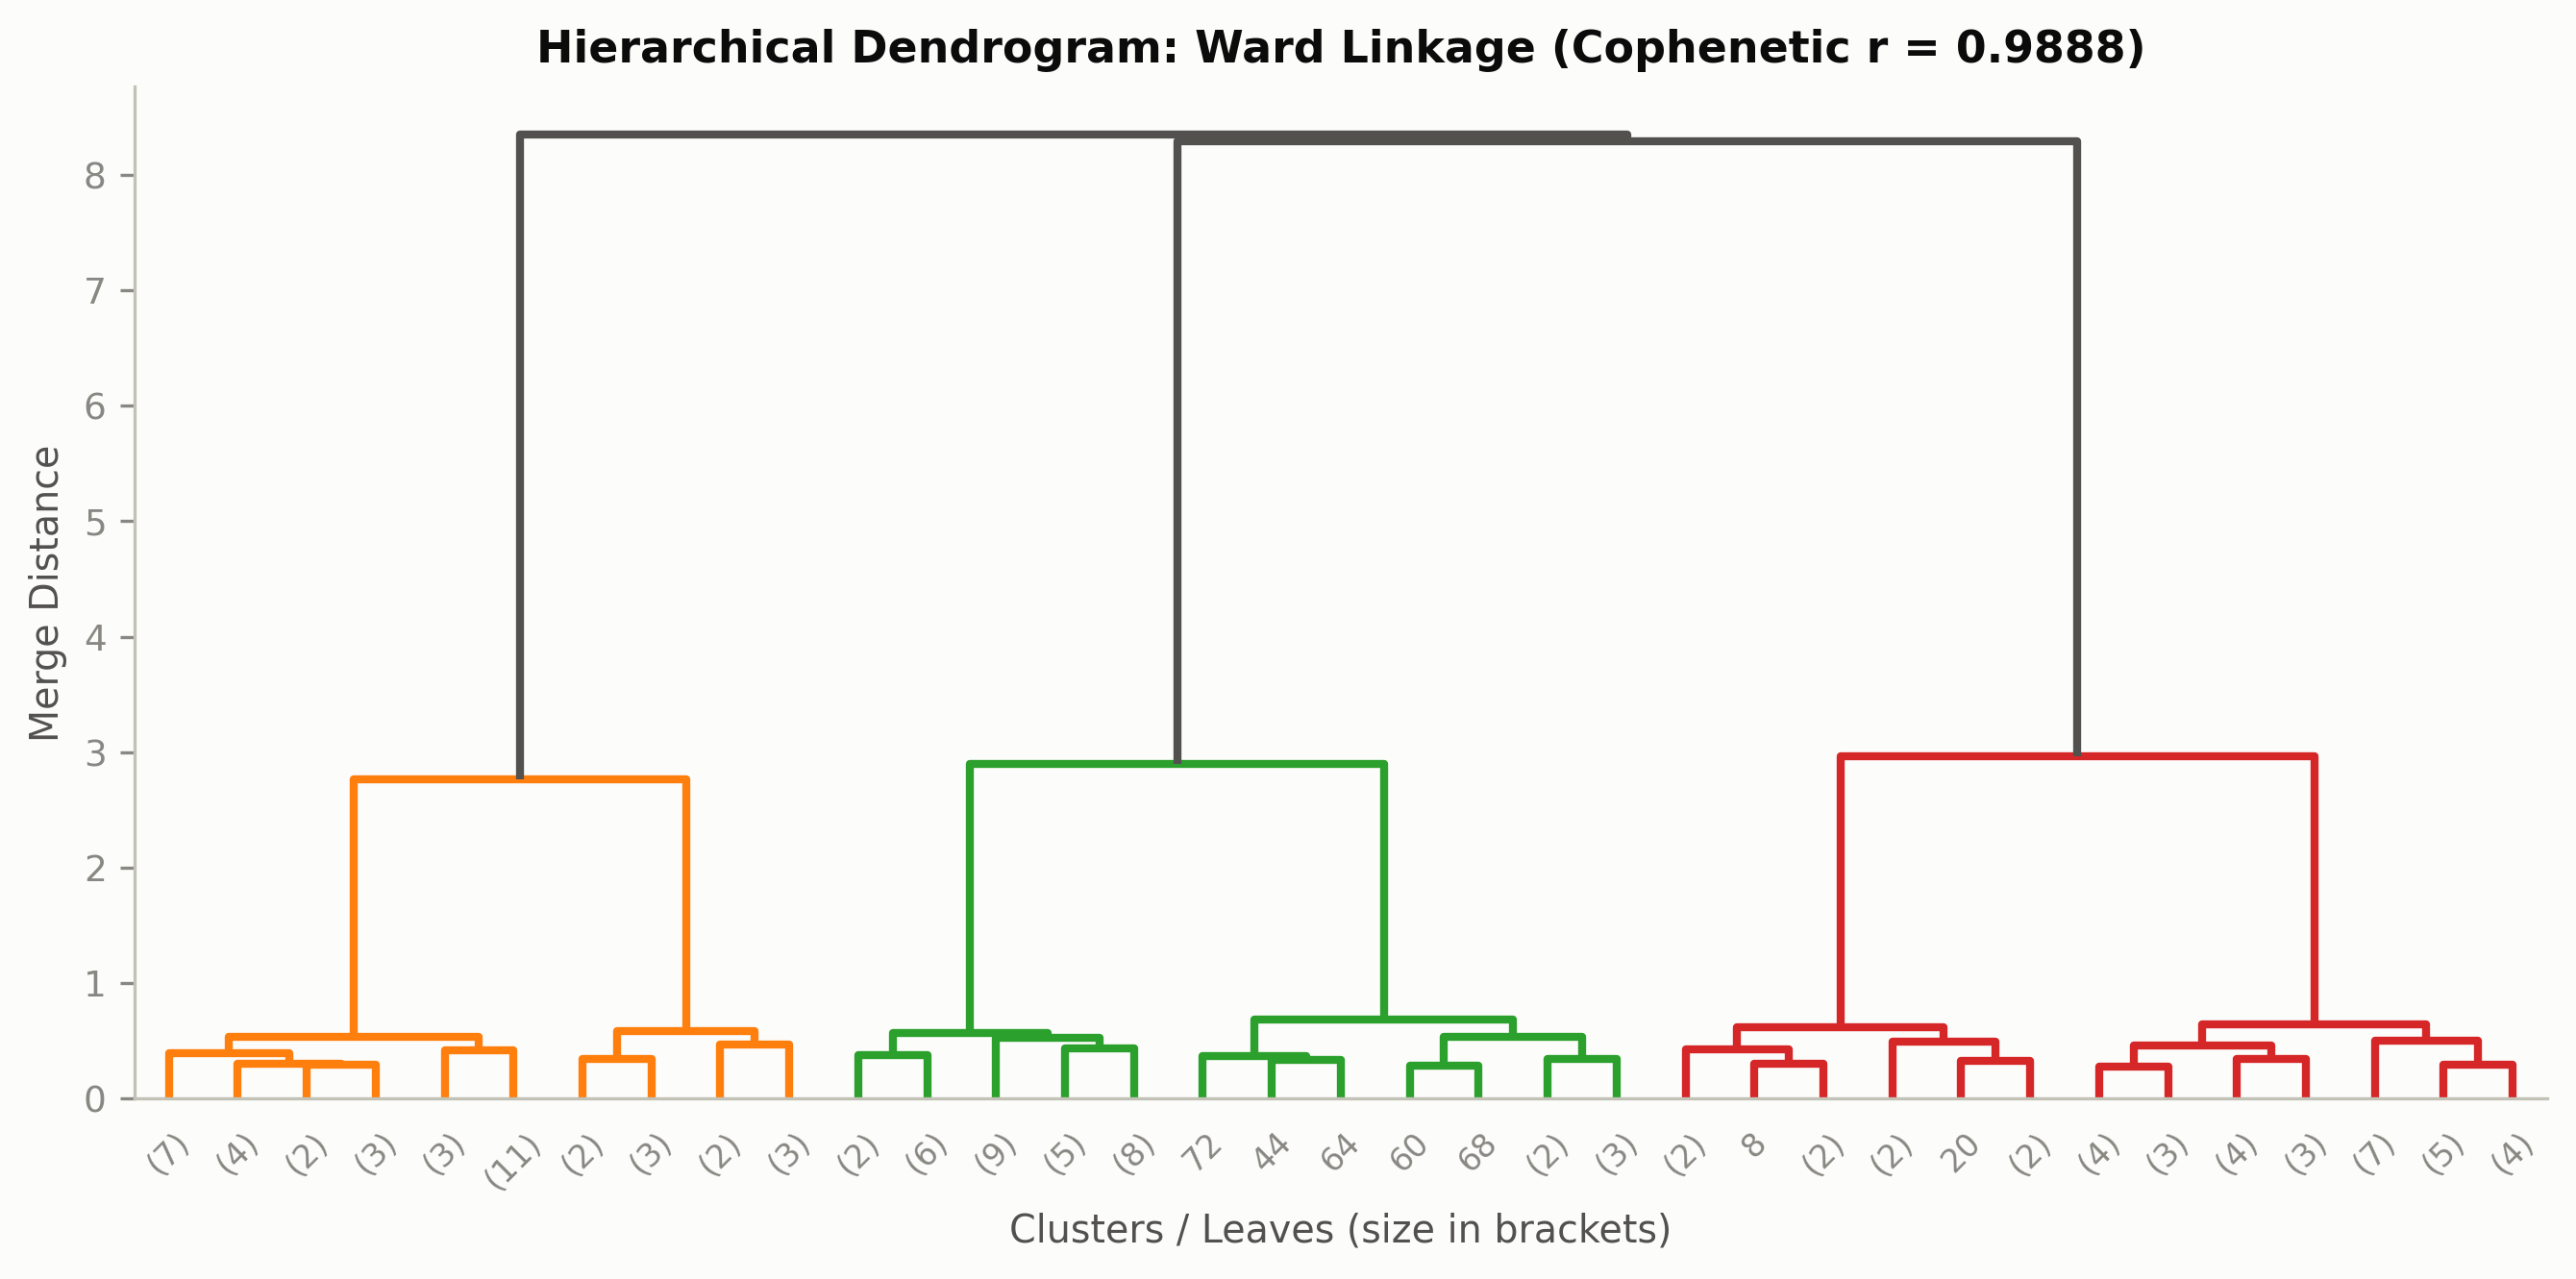 Hierarchical Dendrogram: Ward Linkage (Cophenetic r = 0.9888)
Merge Distance
8
7
6
5
4
3
2
1
0
(7) (4) (2) (3) (3) (11) (2) (3) (2) (3) (2) (6) (9) (5) (8) 72 44 64 60 68 (2) (3) (2) 8 (2) (2) 20 (2) (4) (3) (4) (3) (7) (5) (4)
Clusters / Leaves (size in brackets)